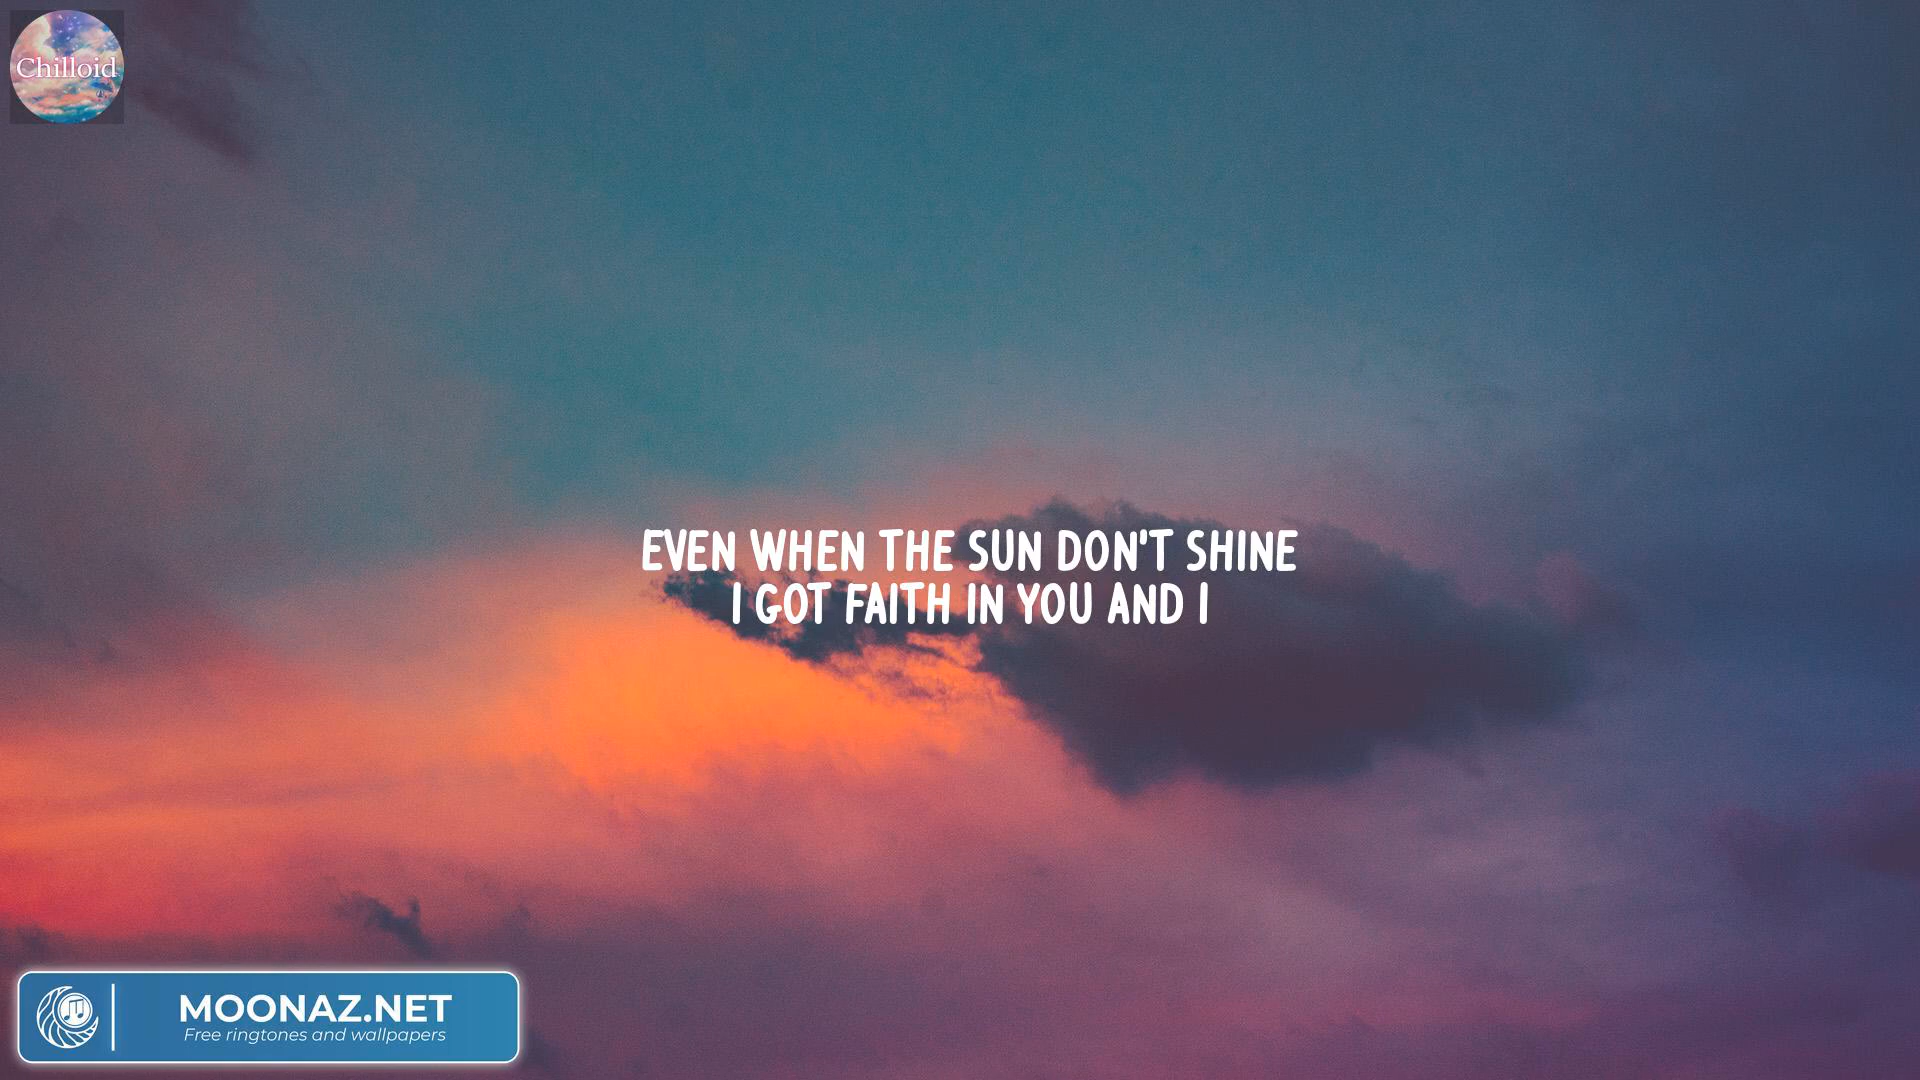 Chilloid
EVEN WHEN THE SUN DON'T SHINE
I GOT FAITH IN YOU AND I
MOONAZ.NET
Free ringtones and wallpapers